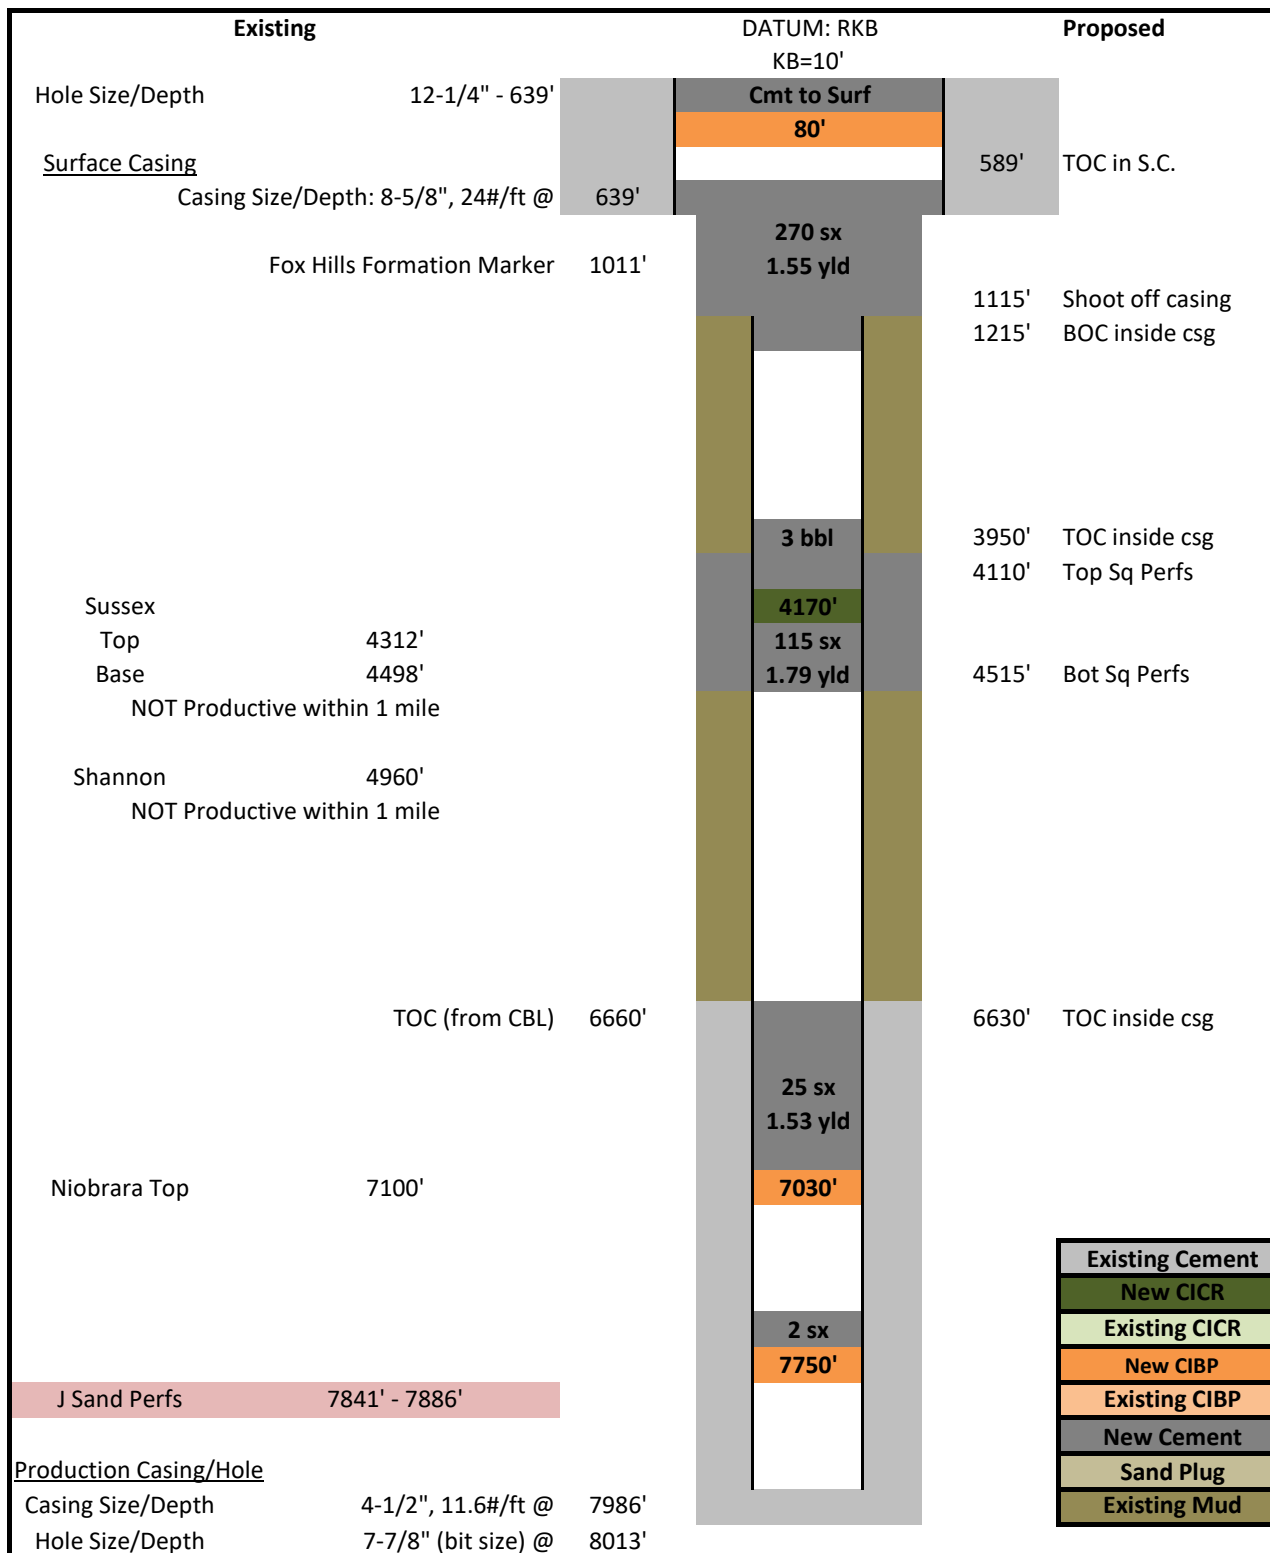 Existing DATUM: RKB Proposed
KB=10'
Hole Size/Depth 12-1/4" - 639' Cmt to Surf
80'
Surface Casing 589' TOC in S.C.
Casing Size/Depth: 8-5/8", 24#/ft @ 639'
270 sx
Fox Hills Formation Marker 1011' 1.55 yld
1115' Shoot off casing
1215' BOC inside csg
3 bbl 3950' TOC inside csg
4110' Top Sq Perfs
Sussex 4170'
Top 4312' 115 sx
Base 4498' 1.79 yld 4515' Bot Sq Perfs
NOT Productive within 1 mile
Shannon 4960'
NOT Productive within 1 mile
TOC (from CBL) 6660' 6630' TOC inside csg
25 sx
1.53 yld
Niobrara Top 7100' 7030'
Existing Cement
New CICR
2 sx Existing CICR
7750' New CIBP
J Sand Perfs 7841' - 7886' Existing CIBP
New Cement
Production Casing/Hole Sand Plug
Casing Size/Depth 4-1/2", 11.6#/ft @ 7986' Existing Mud
Hole Size/Depth 7-7/8" (bit size) @ 8013'